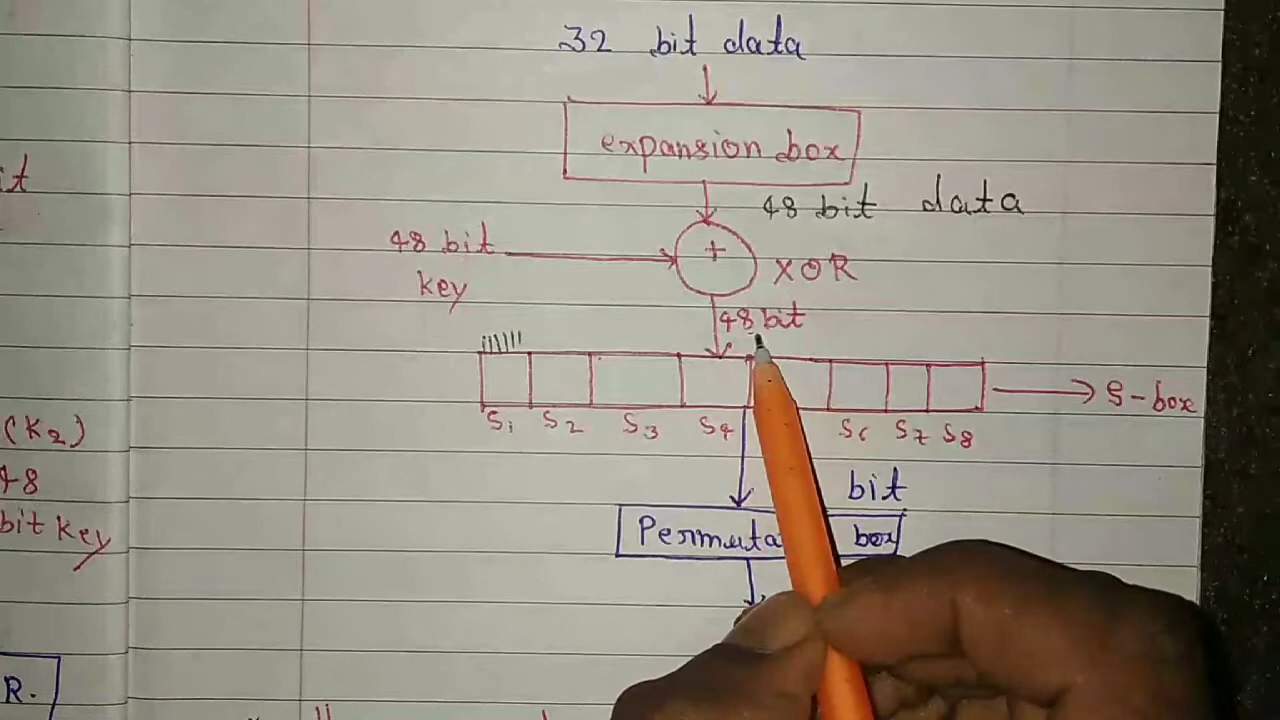 32 bit data
expansion box
48 bit data
48 bit
key
XOR
48 bit
S1 S2 S3 S4 S6 S7 S8
S-box
bit
box
it
(K2)
48
bit key
R.